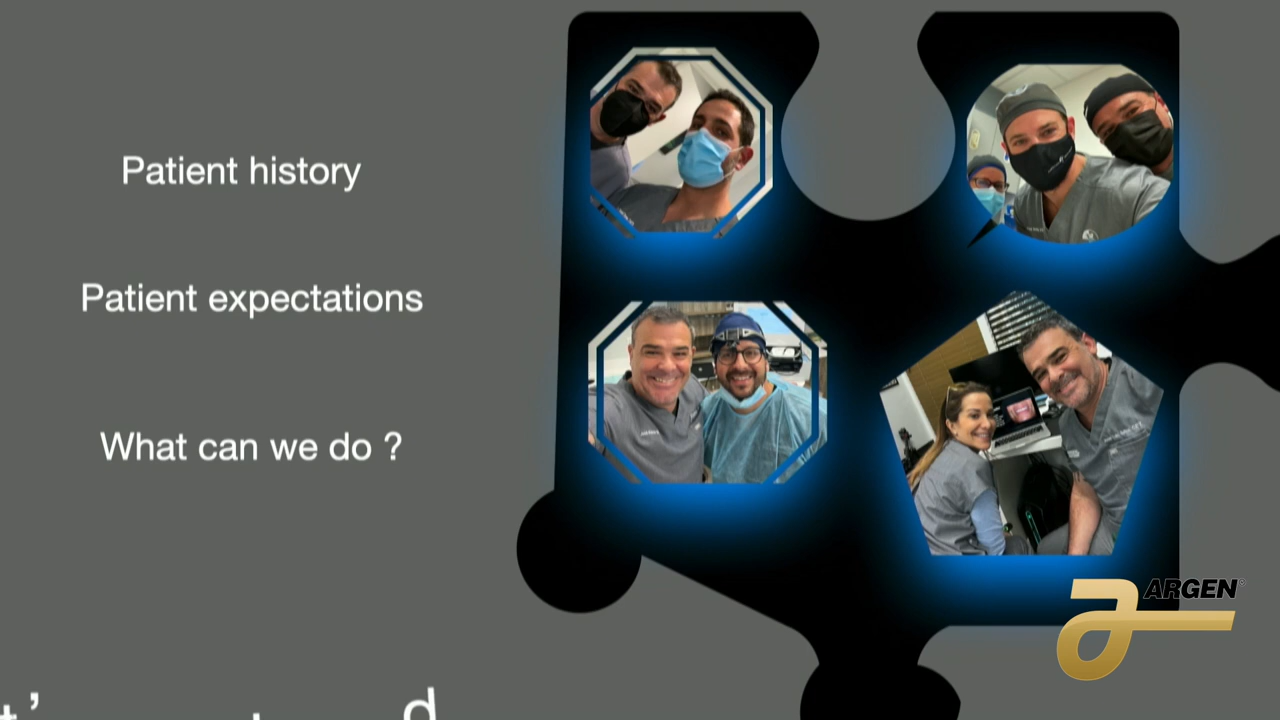 Patient history
Patient expectations
What can we do ?
ARGEN